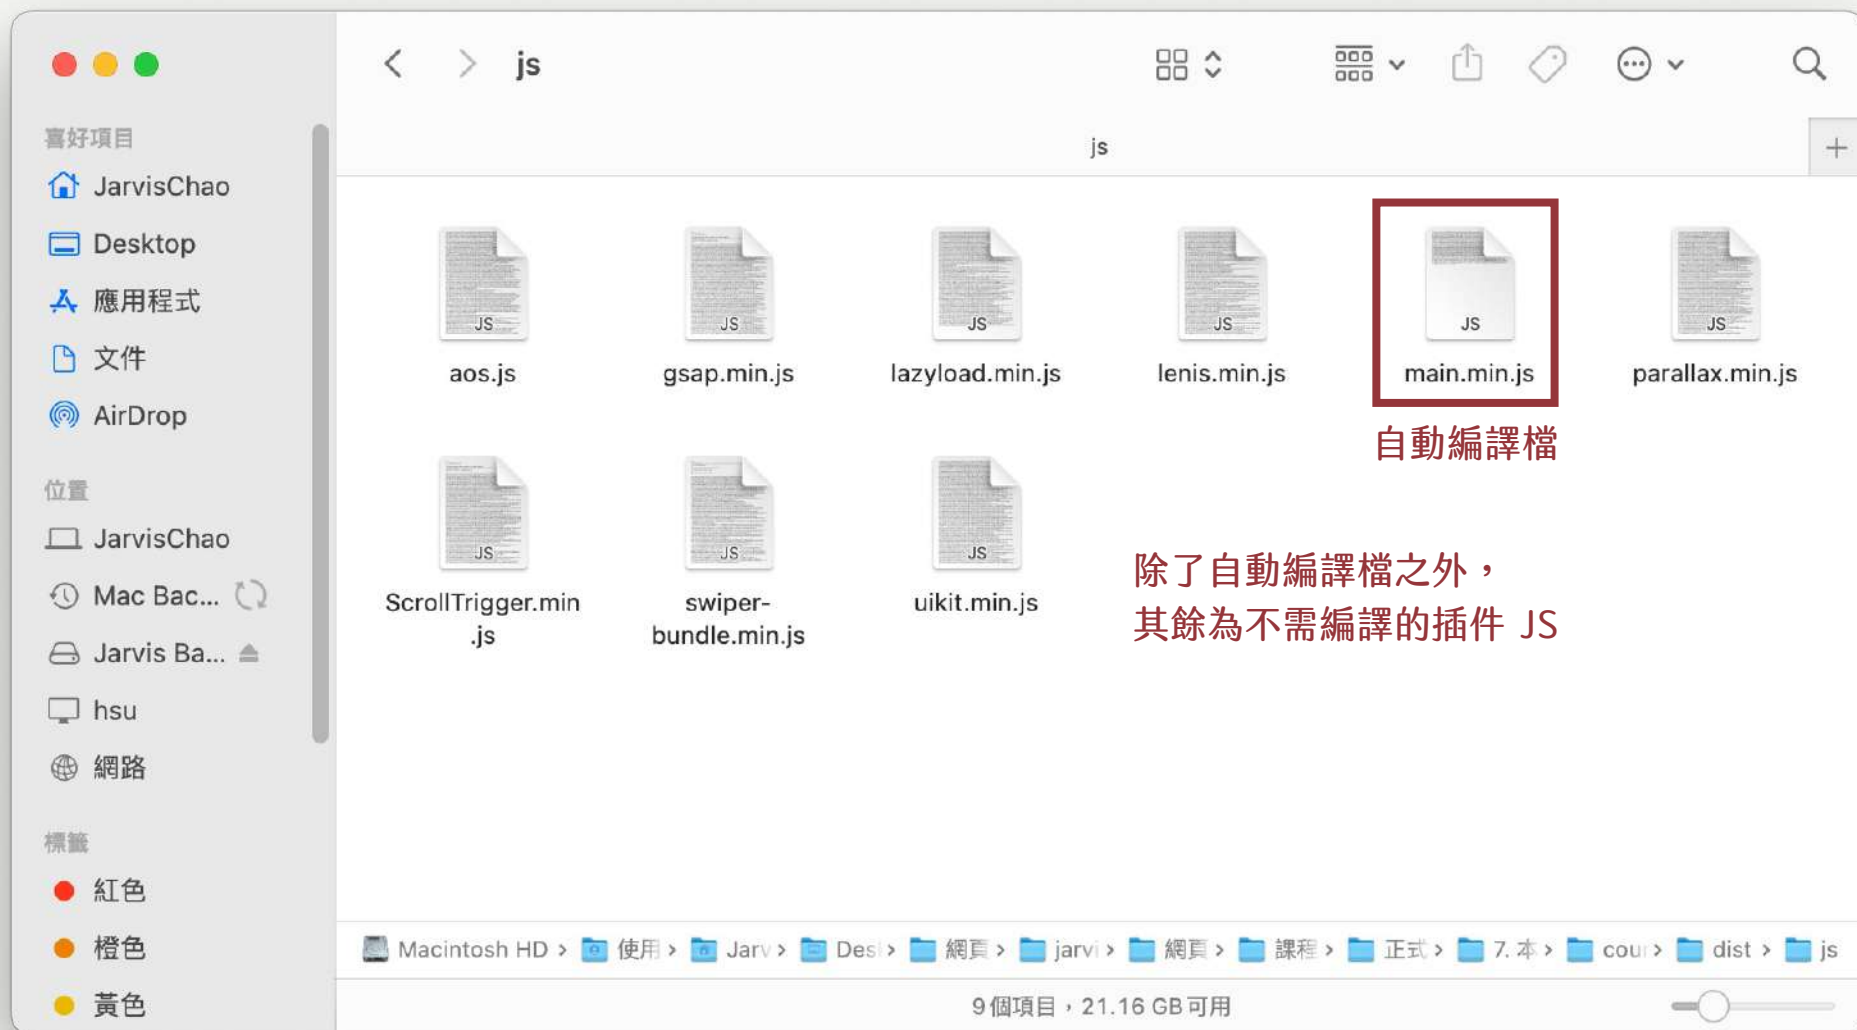 js
js
喜好項目
JarvisChao
Desktop
應用程式
文件
AirDrop
位置
JarvisChao
Mac Bac...
Jarvis Ba...
hsu
網路
標籤
紅色
橙色
黃色
JS
JS
JS
JS
JS
JS
aos.js
gsap.min.js
lazyload.min.js
lenis.min.js
main.min.js
parallax.min.js
自動編譯檔
JS
JS
JS
ScrollTrigger.min
.js
swiper-
bundle.min.js
uikit.min.js
除了自動編譯檔之外，
其餘為不需編譯的插件 JS
Macintosh HD › 使用 › Jarv › Des › 網頁 › jarvi › 網頁 › 課程 › 正式 › 7. 本 › cour › dist › js
9個項目，21.16 GB可用